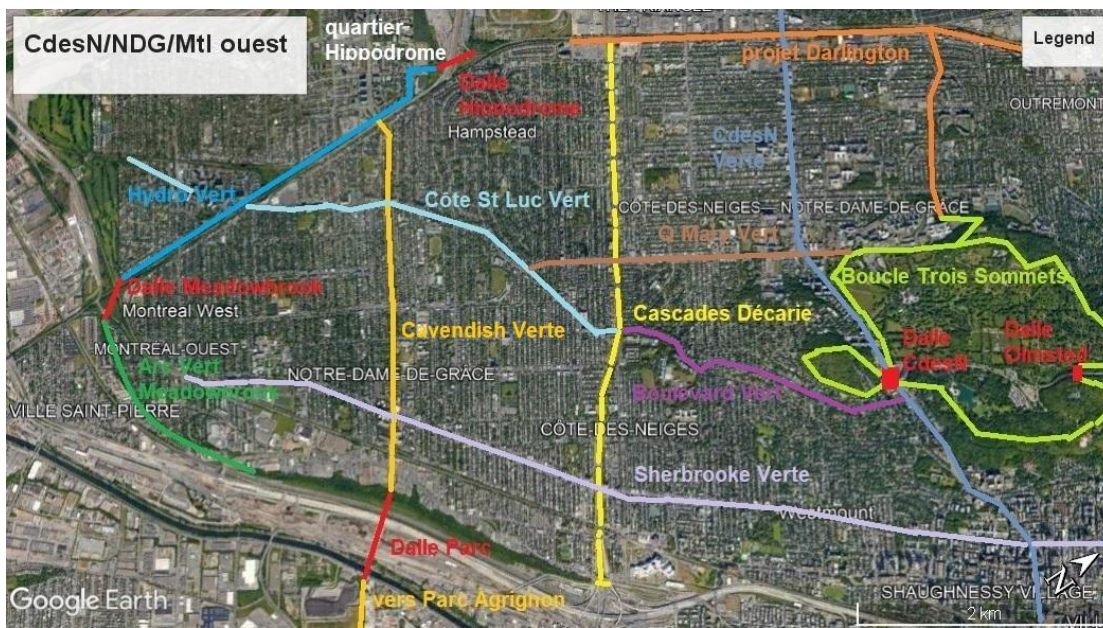 CdesN/NDG/Mtl ouest
quartier
Hippodrome
Legend
projet Darlington
Dalle
Hippodrome
Hampstead
OUTREMONT
CdesN
Verte
Hydro Vert
Côte St Luc Vert
CÔTE-DES-NEIGES—NOTRE-DAME-DE-GRÂCE
Q Mary Vert
Boucle Trois Sommets
Dalle Meadowbrook
Montreal West
Cavendish Verte
Cascades Décarie
Dalle
CdesN
Dalle
Olmsted
MONTRÉAL-OUEST
Arc Vert
Meadowbrook
NOTRE-DAME-DE-GRÂCE
Boulevard Vert
VILLE SAINT-PIERRE
CÔTE-DES-NEIGES
Sherbrooke Verte
Westmount
Dalle Parc
vers Parc Agrignon
SHAUGHNESSY VILLAGE
N
2 km
Google Earth